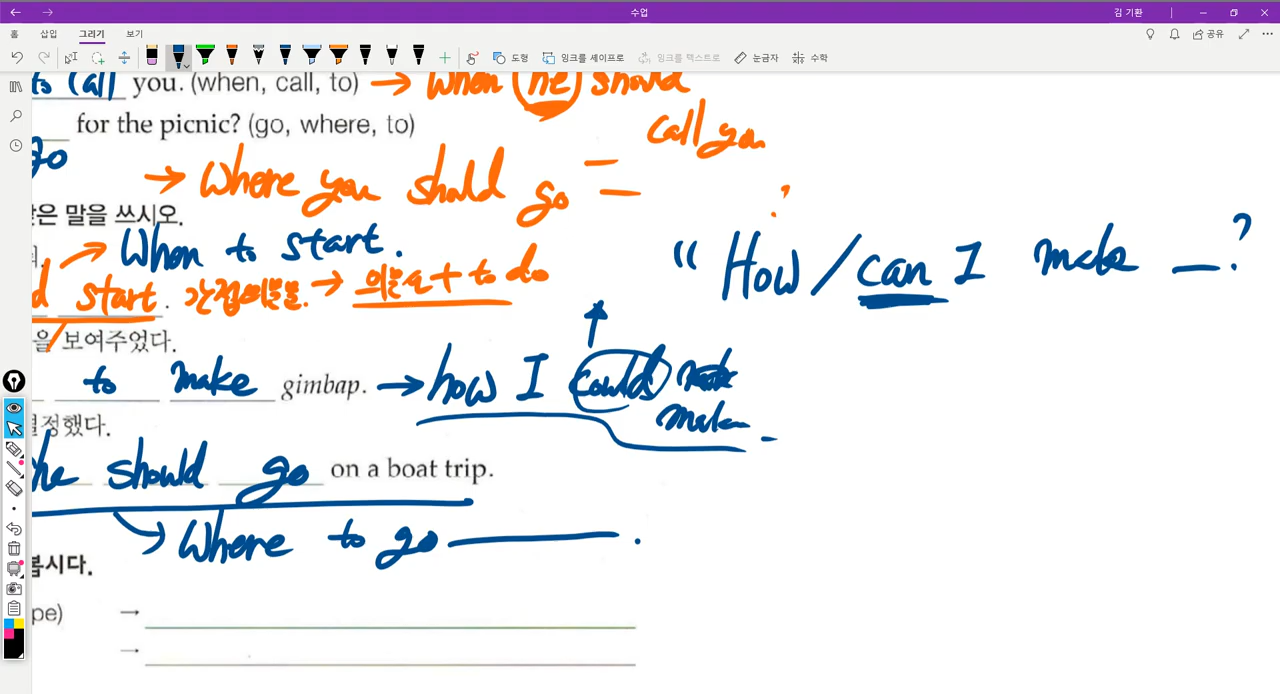 수업
김 기환
홈 삽입 그리기 보기
공유
도형 잉크를 셰이프로 잉크를 텍스트로 눈금자 수학
to call you. (when, call, to) → When he should
call you
for the picnic? (go, where, to)
go
→ Where you should go
?
은 말을 쓰시오.
→ When to start.
"How / can I make ?
start. 간접의문문. → 의문사 + to do
을 보여주었다.
to make gimbap. → how I could make
make
결정했다.
he should go on a boat trip.
→ Where to go .
봅시다.
pe) →
→